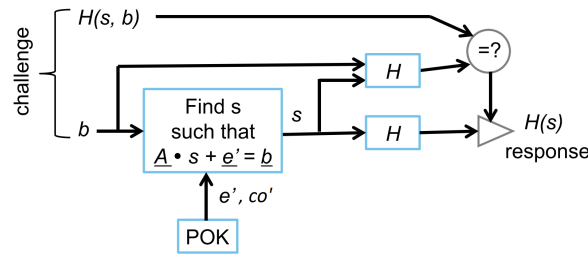 challenge
H(s, b)
=?
H
b
Find s
such that
A • s + e' = b
s
H
H(s)
response
e', co'
POK